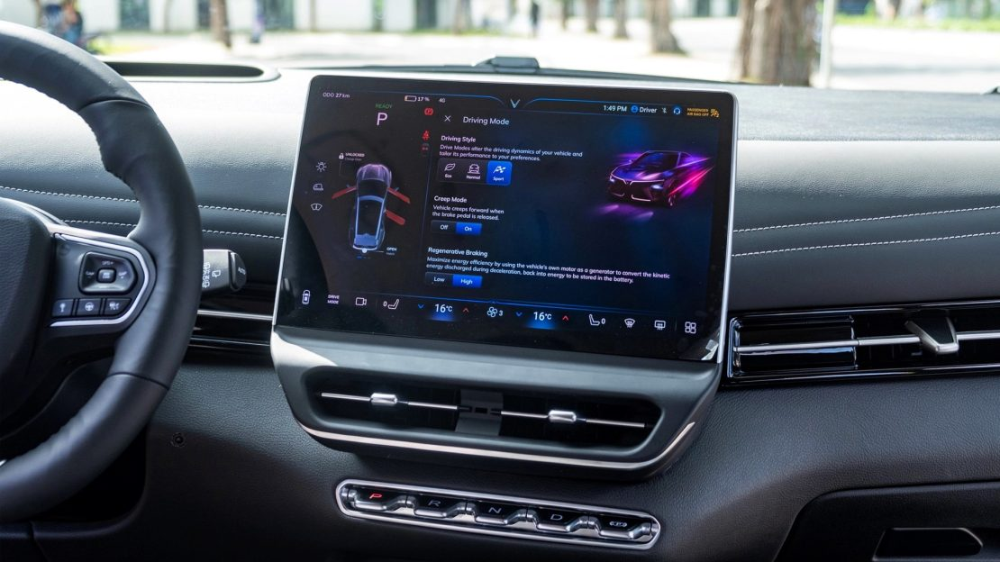 ODO 27 km
17 %
4G
1:49 PM
Driver
PASSENGER
AIR BAG OFF
READY
P
Driving Mode
UNLOCKED
Driving Style
Drive Modes alter the driving dynamics of your vehicle and
tailor its performance to your preferences.
Eco
Normal
Sport
Creep Mode
Vehicle creeps forward when
the brake pedal is released.
Off
On
OPEN
Regenerative Braking
Maximize energy efficiency by using the vehicle's own motor as a generator to convert the kinetic
energy discharged during deceleration, back into energy to be stored in the battery.
Low
High
DRIVE
MODE
0
16°C
3
16°C
0
P
R
N
D